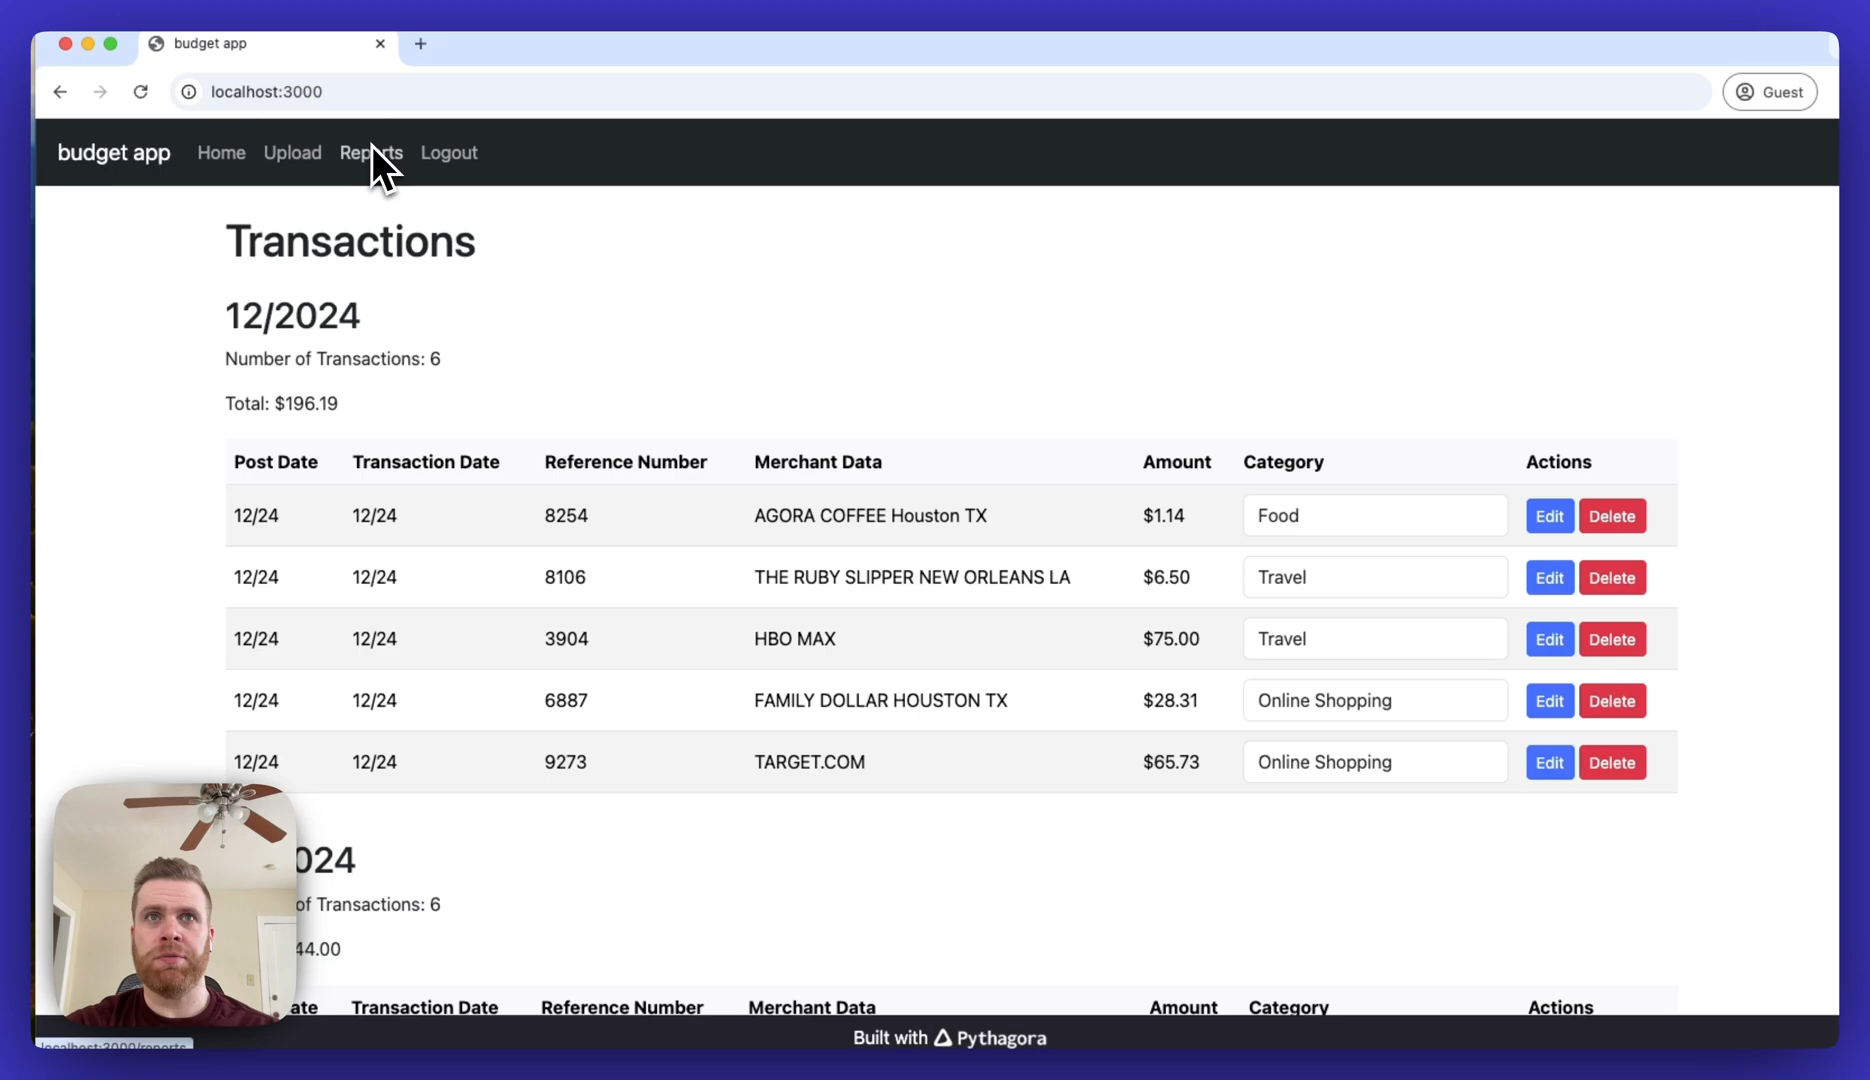 budget app
localhost:3000
Guest
budget app Home Upload Reports Logout
Transactions
12/2024
Number of Transactions: 6
Total: $196.19
Post Date Transaction Date Reference Number Merchant Data Amount Category Actions
12/24 12/24 8254 AGORA COFFEE Houston TX $1.14 Food Edit Delete
12/24 12/24 8106 THE RUBY SLIPPER NEW ORLEANS LA $6.50 Travel Edit Delete
12/24 12/24 3904 HBO MAX $75.00 Travel Edit Delete
12/24 12/24 6887 FAMILY DOLLAR HOUSTON TX $28.31 Online Shopping Edit Delete
12/24 12/24 9273 TARGET.COM $65.73 Online Shopping Edit Delete
024
of Transactions: 6
44.00
ate Transaction Date Reference Number Merchant Data Amount Category Actions
Built with Pythagora
localhost:3000/reports